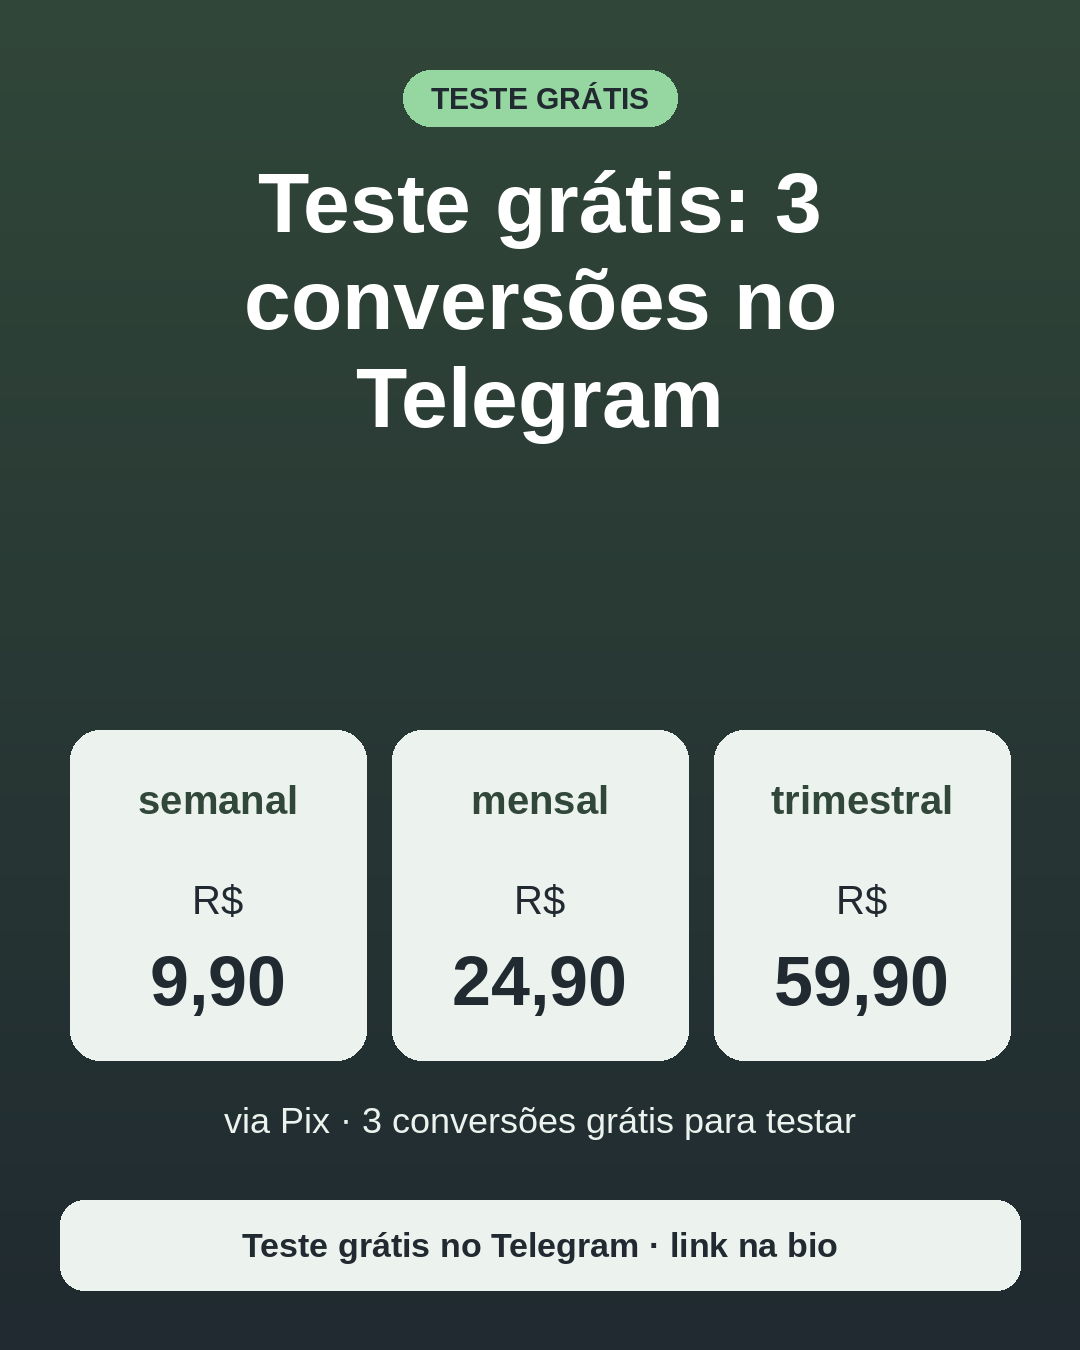 TESTE GRÁTIS
Teste grátis: 3
conversões no
Telegram
semanal
R$
9,90
mensal
R$
24,90
trimestral
R$
59,90
via Pix · 3 conversões grátis para testar
Teste grátis no Telegram · link na bio